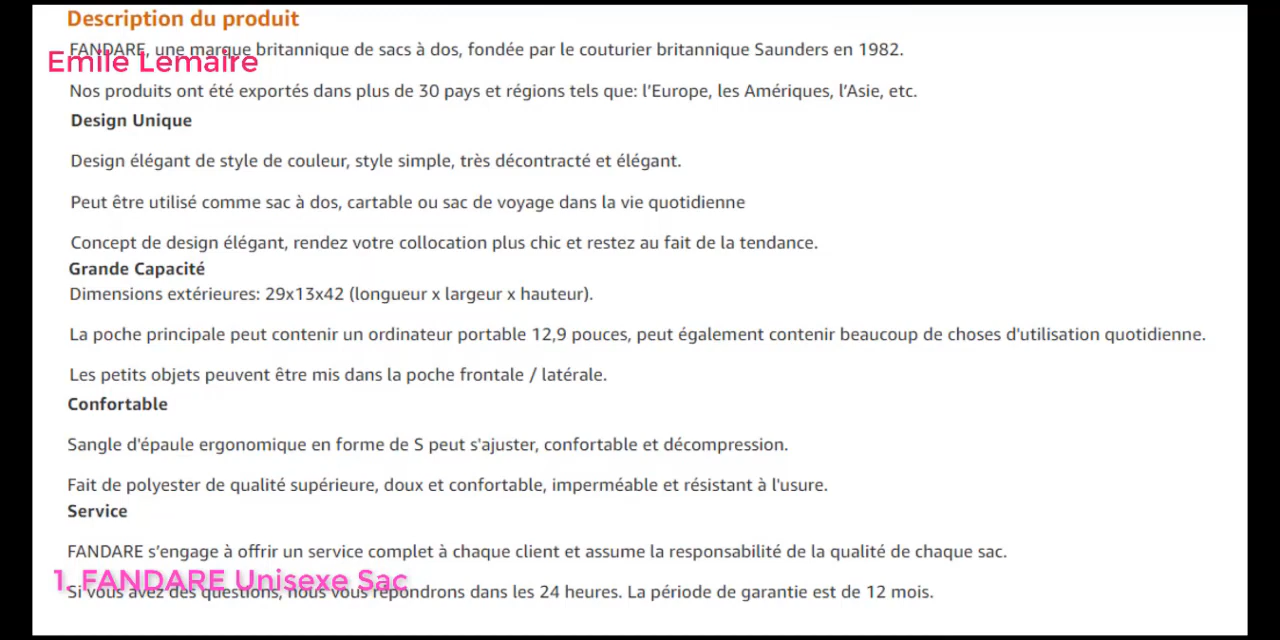 Description du produit
FANDARE, une marque britannique de sacs à dos, fondée par le couturier britannique Saunders en 1982.
Emile Lemaire
Nos produits ont été exportés dans plus de 30 pays et régions tels que: l’Europe, les Amériques, l’Asie, etc.
Design Unique
Design élégant de style de couleur, style simple, très décontracté et élégant.
Peut être utilisé comme sac à dos, cartable ou sac de voyage dans la vie quotidienne
Concept de design élégant, rendez votre collocation plus chic et restez au fait de la tendance.
Grande Capacité
Dimensions extérieures: 29x13x42 (longueur x largeur x hauteur).
La poche principale peut contenir un ordinateur portable 12,9 pouces, peut également contenir beaucoup de choses d'utilisation quotidienne.
Les petits objets peuvent être mis dans la poche frontale / latérale.
Confortable
Sangle d'épaule ergonomique en forme de S peut s'ajuster, confortable et décompression.
Fait de polyester de qualité supérieure, doux et confortable, imperméable et résistant à l'usure.
Service
FANDARE s’engage à offrir un service complet à chaque client et assume la responsabilité de la qualité de chaque sac.
1. FANDARE Unisexe Sac
Si vous avez des questions, nous vous répondrons dans les 24 heures. La période de garantie est de 12 mois.